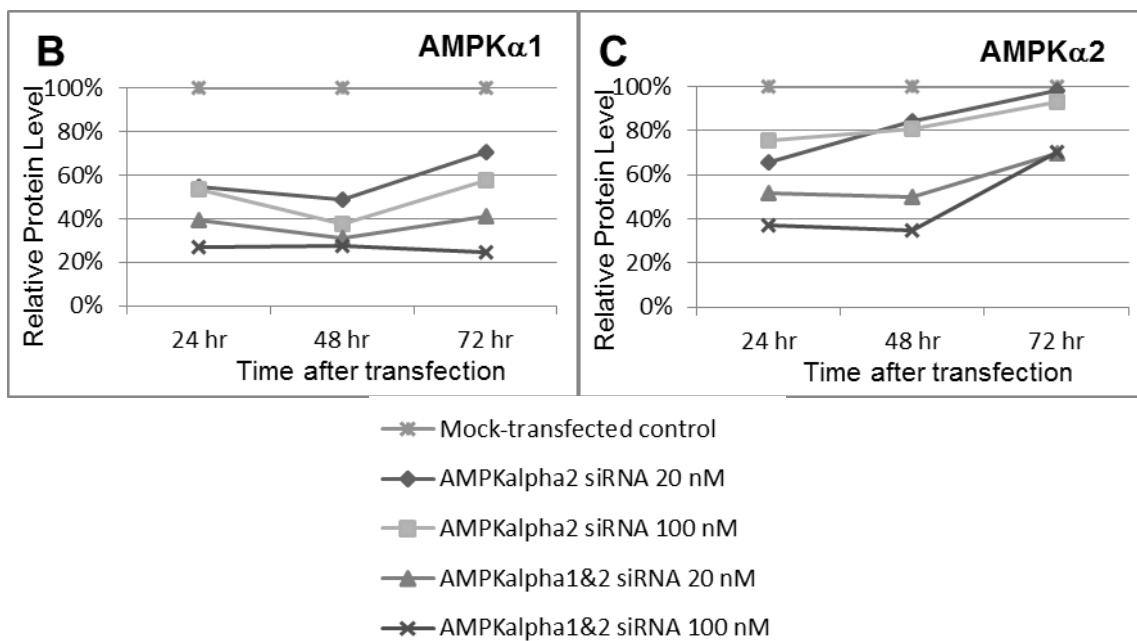 B
AMPKα1
Relative Protein Level
100%
80%
60%
40%
20%
0%
24 hr 48 hr 72 hr
Time after transfection
C
AMPKα2
Relative Protein Level
100%
80%
60%
40%
20%
0%
24 hr 48 hr 72 hr
Time after transfection
Mock-transfected control
AMPKalpha2 siRNA 20 nM
AMPKalpha2 siRNA 100 nM
AMPKalpha1&2 siRNA 20 nM
AMPKalpha1&2 siRNA 100 nM